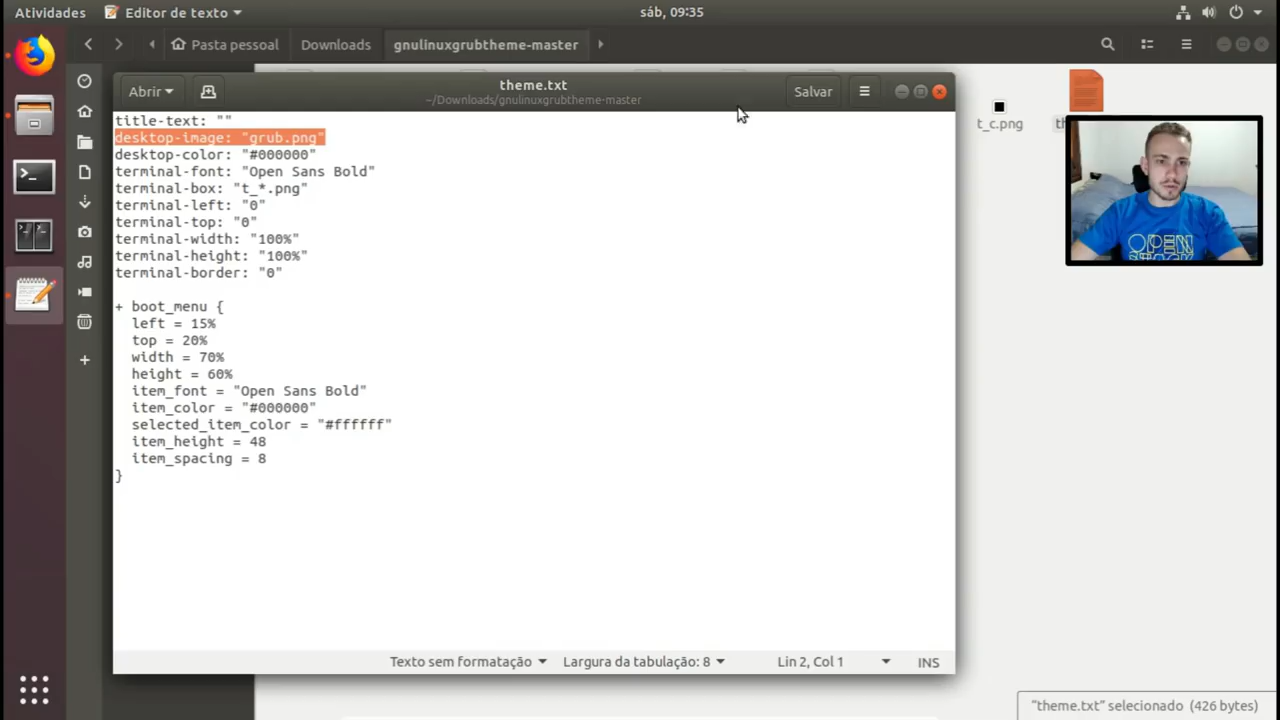 Atividades
Editor de texto
sáb, 09:35
Pasta pessoal
Downloads
gnulinuxgrubtheme-master
Abrir
theme.txt
~/Downloads/gnulinuxgrubtheme-master
Salvar
t_c.png
title-text: ""
desktop-image: "grub.png"
desktop-color: "#000000"
terminal-font: "Open Sans Bold"
terminal-box: "t_*.png"
terminal-left: "0"
terminal-top: "0"
terminal-width: "100%"
terminal-height: "100%"
terminal-border: "0"
+ boot_menu {
left = 15%
top = 20%
width = 70%
height = 60%
item_font = "Open Sans Bold"
item_color = "#000000"
selected_item_color = "#ffffff"
item_height = 48
item_spacing = 8
}
OPEN
Texto sem formatação
Largura da tabulação: 8
Lin 2, Col 1
INS
"theme.txt" selecionado (426 bytes)